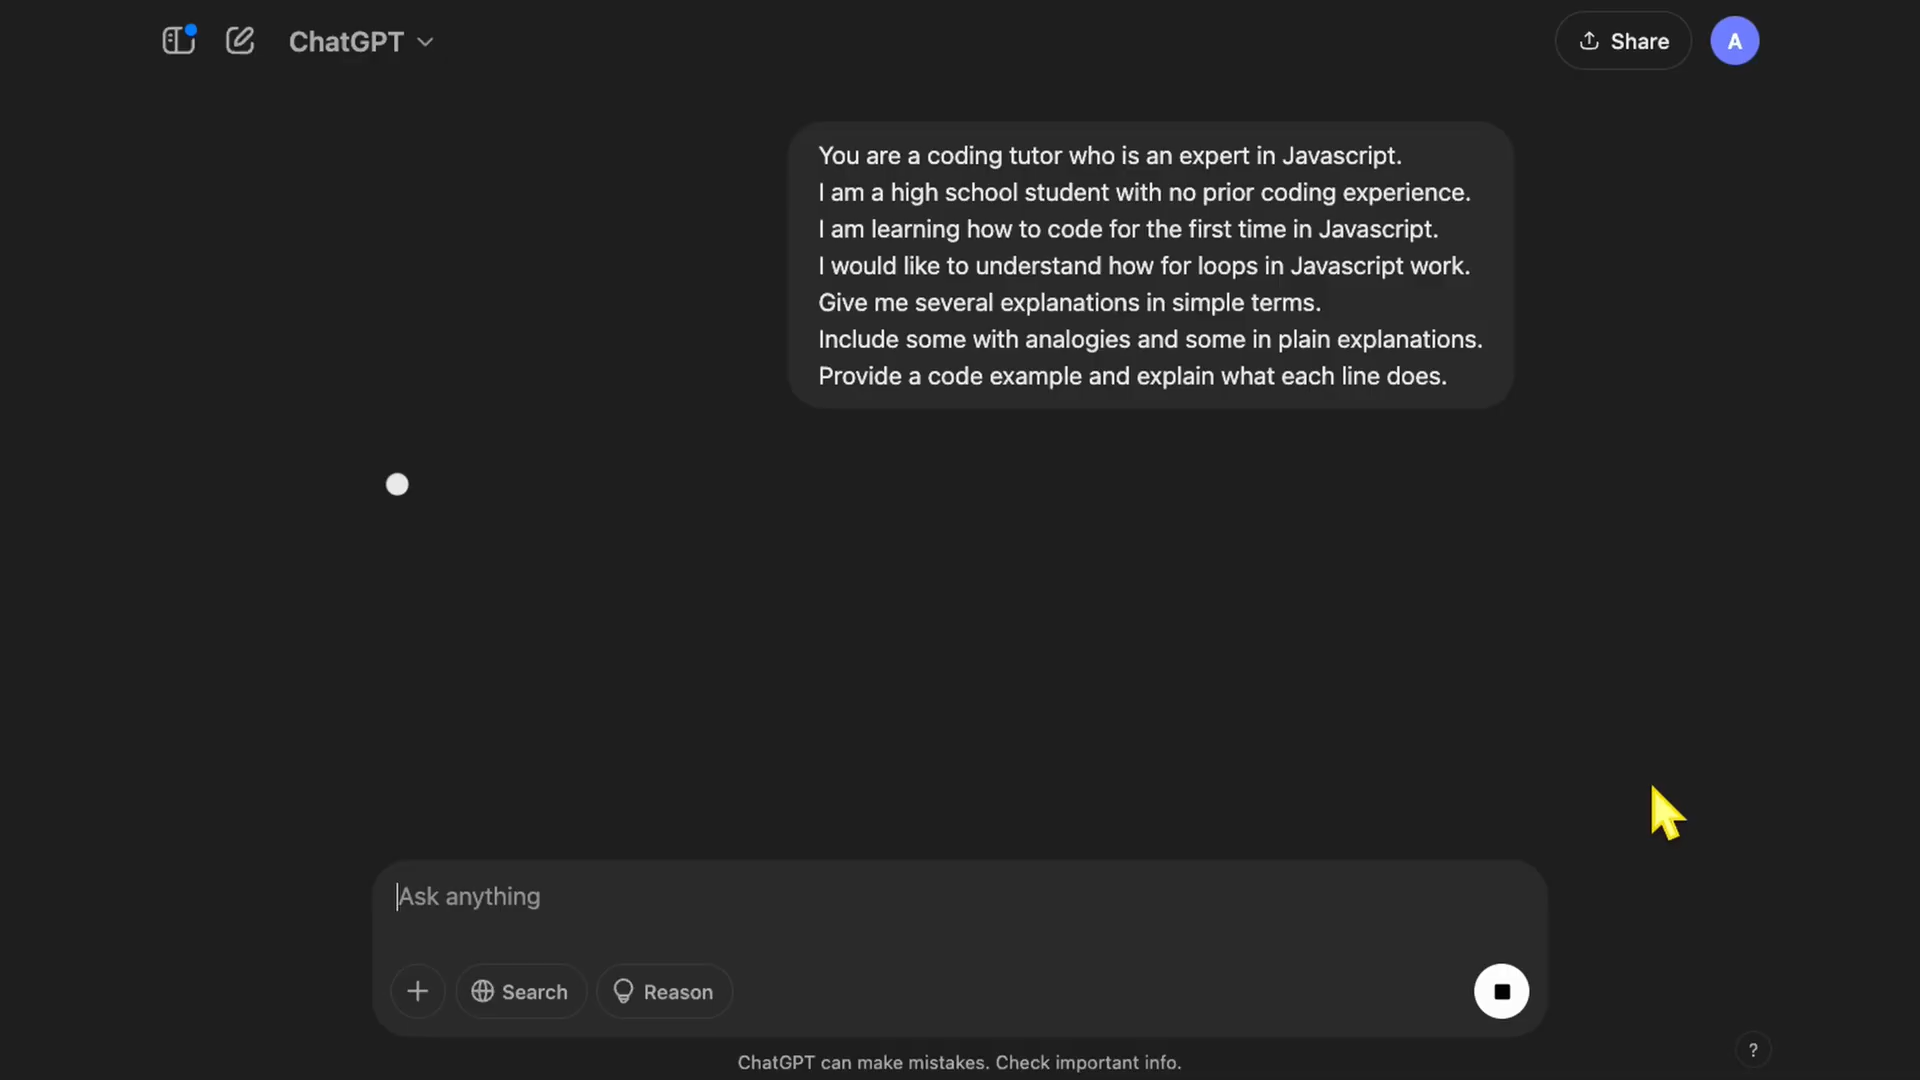 ChatGPT
Share
A
You are a coding tutor who is an expert in Javascript.
I am a high school student with no prior coding experience.
I am learning how to code for the first time in Javascript.
I would like to understand how for loops in Javascript work.
Give me several explanations in simple terms.
Include some with analogies and some in plain explanations.
Provide a code example and explain what each line does.
Ask anything
Search
Reason
ChatGPT can make mistakes. Check important info.
?